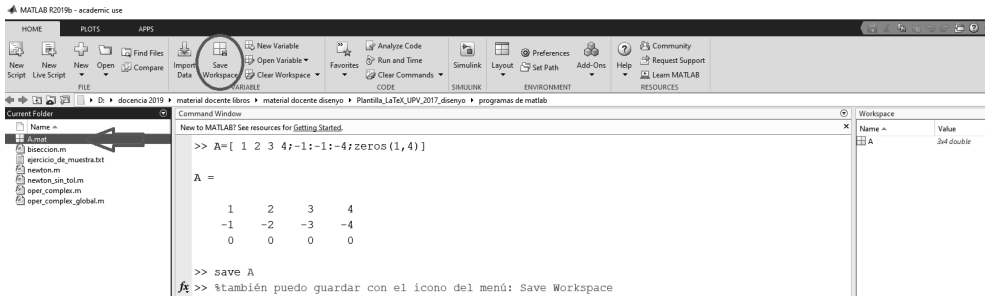 MATLAB R2019b - academic use
HOME PLOTS APPS
New Script New Live Script New Open Find Files Compare Import Data Save Workspace New Variable Open Variable Clear Workspace Favorites Analyze Code Run and Time Clear Commands Simulink Layout Preferences Set Path Add-Ons Help Community Request Support Learn MATLAB
FILE VARIABLE CODE SIMULINK ENVIRONMENT RESOURCES
D: docencia 2019 material docente libros material docente disenyo Plantilla_LaTeX_UPV_2017_disenyo programas de matlab
Current Folder
Name
A.mat
biseccion.m
ejercicio_de_muestra.txt
newton.m
newton_sin_tol.m
oper_complex.m
oper_complex_global.m
Command Window
New to MATLAB? See resources for Getting Started.
>> A=[ 1 2 3 4;-1:-1:-4;zeros(1,4)]
A =
1 2 3 4
-1 -2 -3 -4
0 0 0 0
>> save A
fx >> %también puedo guardar con el icono del menú: Save Workspace
Workspace
Name Value
A 3x4 double